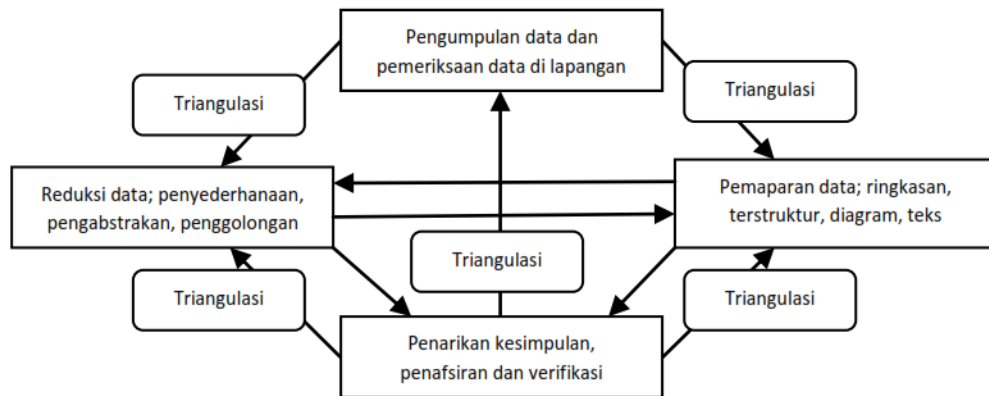 Pengumpulan data dan
pemeriksaan data di lapangan
Triangulasi
Triangulasi
Reduksi data; penyederhanaan,
pengabstrakan, penggolongan
Pemaparan data; ringkasan,
terstruktur, diagram, teks
Triangulasi
Triangulasi
Triangulasi
Penarikan kesimpulan,
penafsiran dan verifikasi